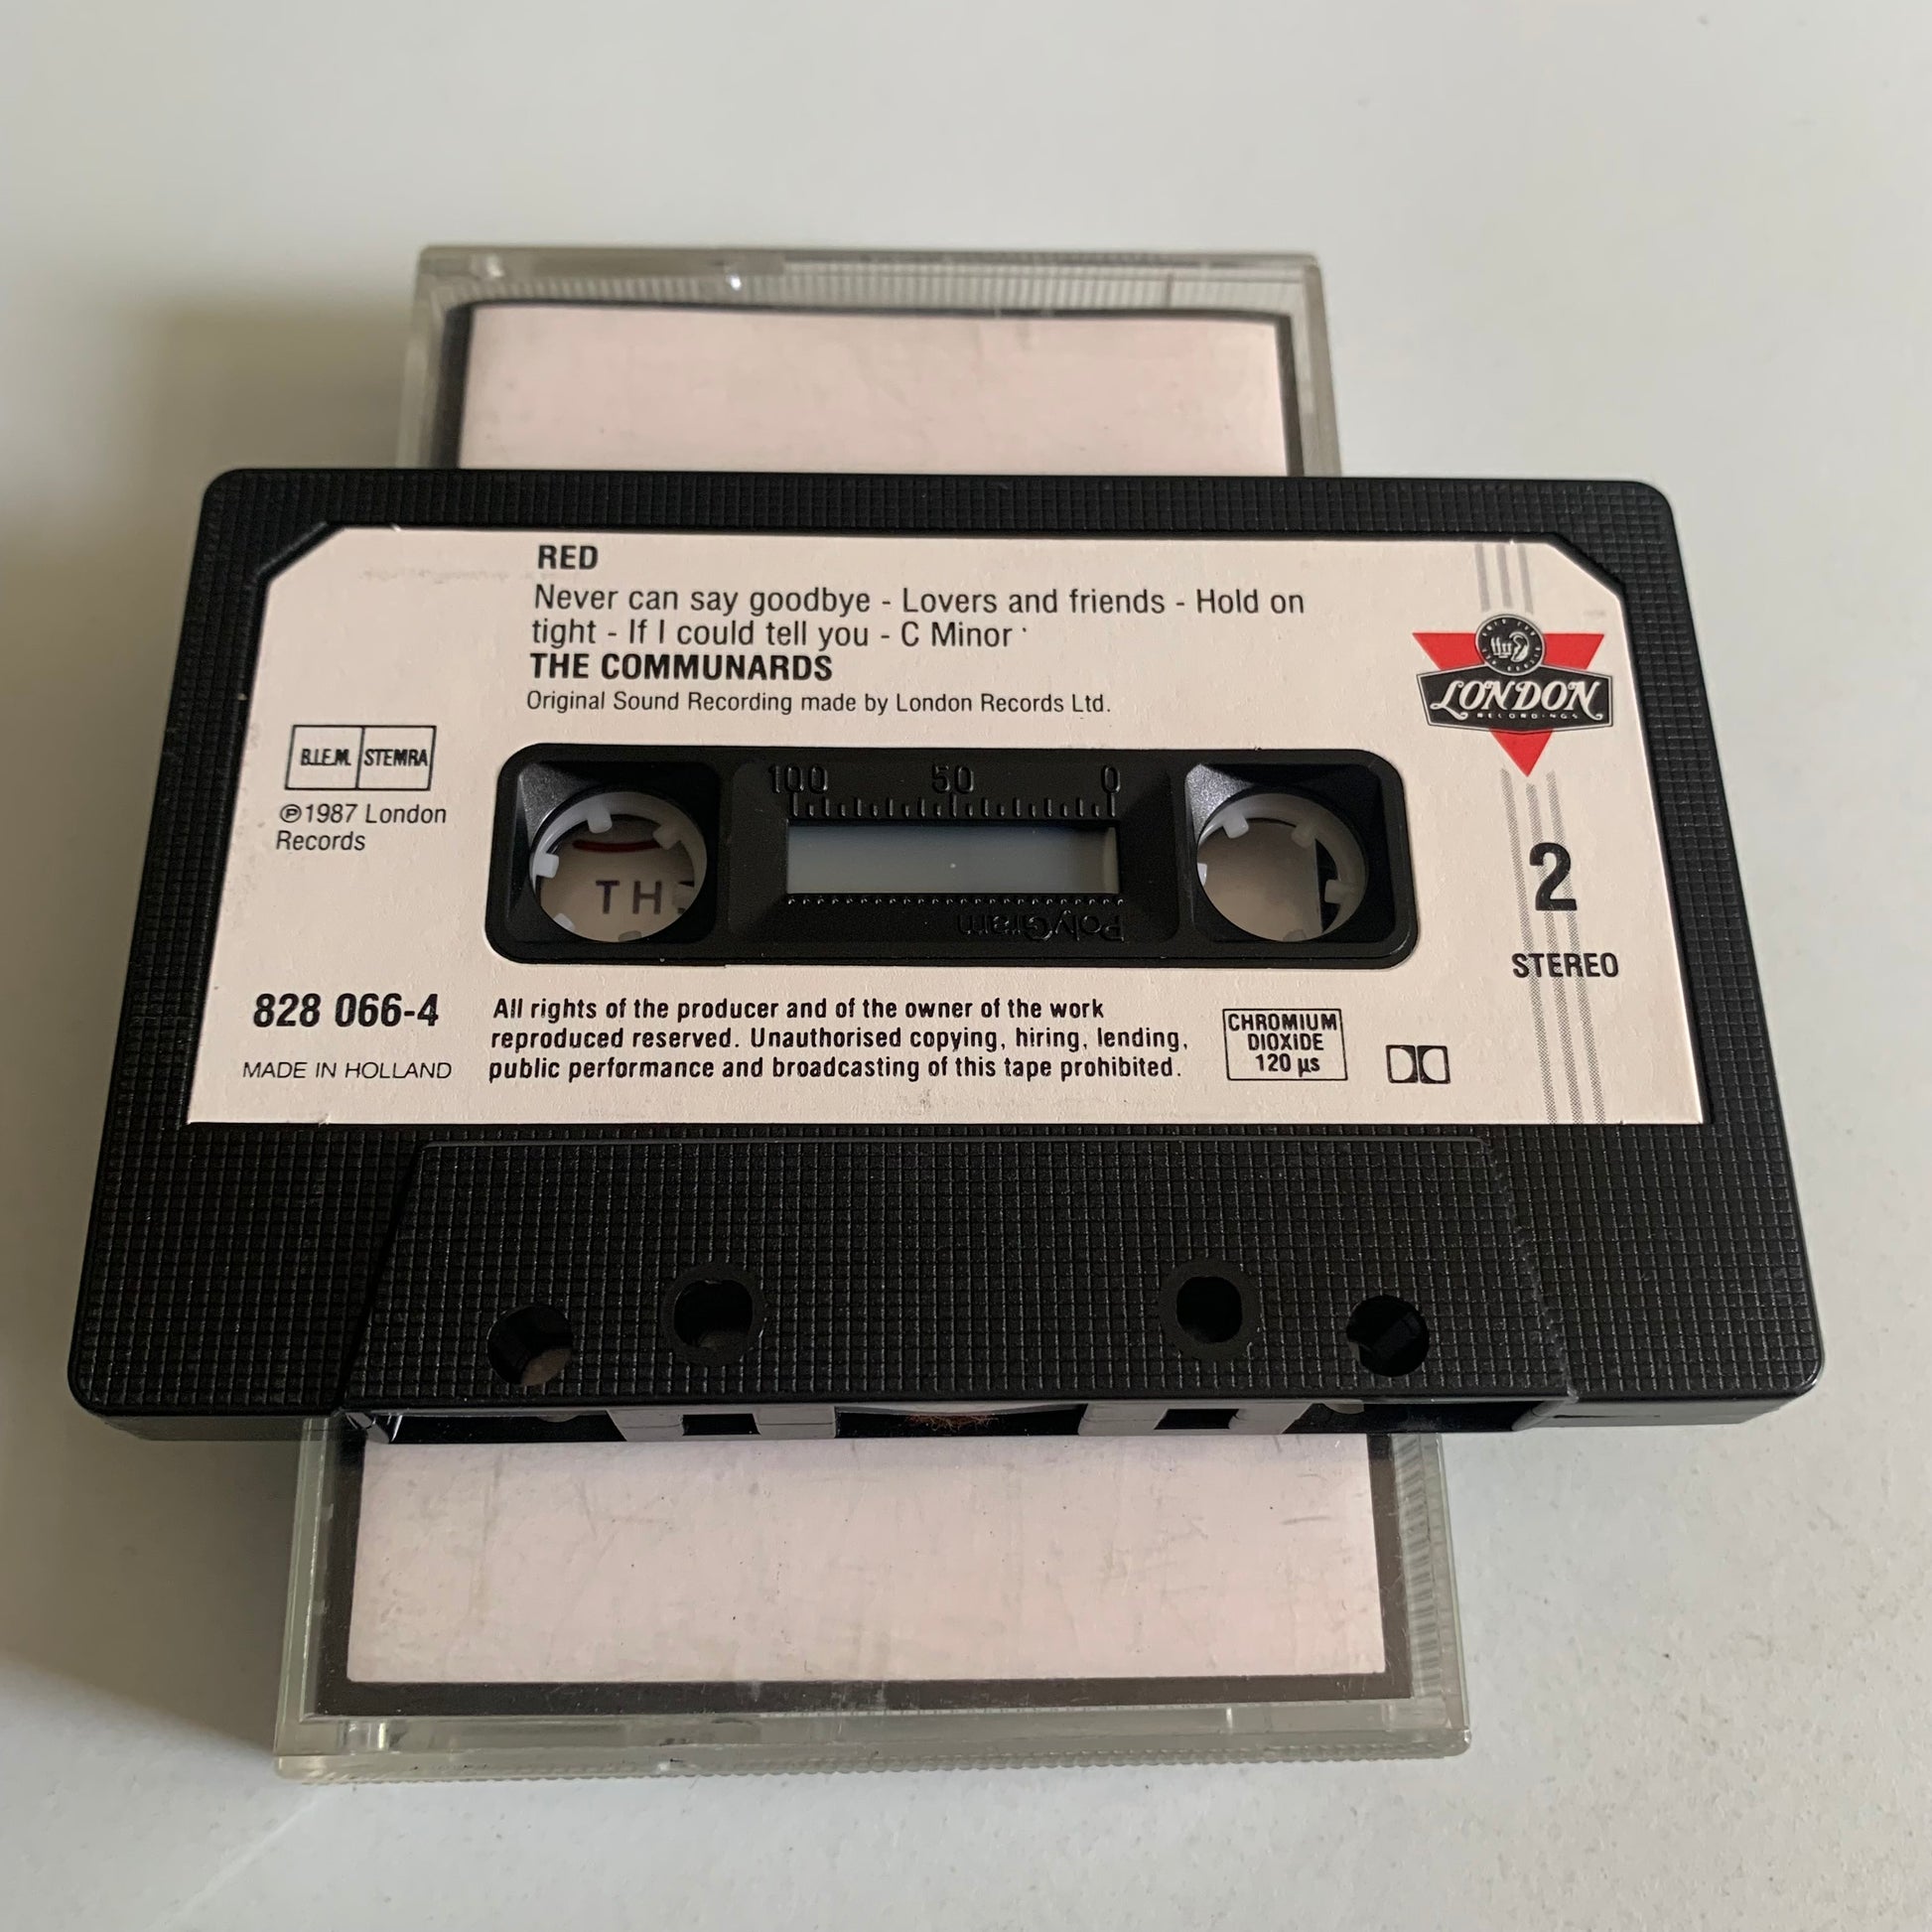 RED
Never can say goodbye - Lovers and friends - Hold on
tight - If I could tell you - C Minor
THE COMMUNARDS
Original Sound Recording made by London Records Ltd.
LONDON
RECORDINGS
B.I.E.M. STEMRA
℗1987 London
Records
100 50 0
TH
PolyGram
2
STEREO
828 066-4
MADE IN HOLLAND
All rights of the producer and of the owner of the work
reproduced reserved. Unauthorised copying, hiring, lending,
public performance and broadcasting of this tape prohibited.
CHROMIUM
DIOXIDE
120 µs